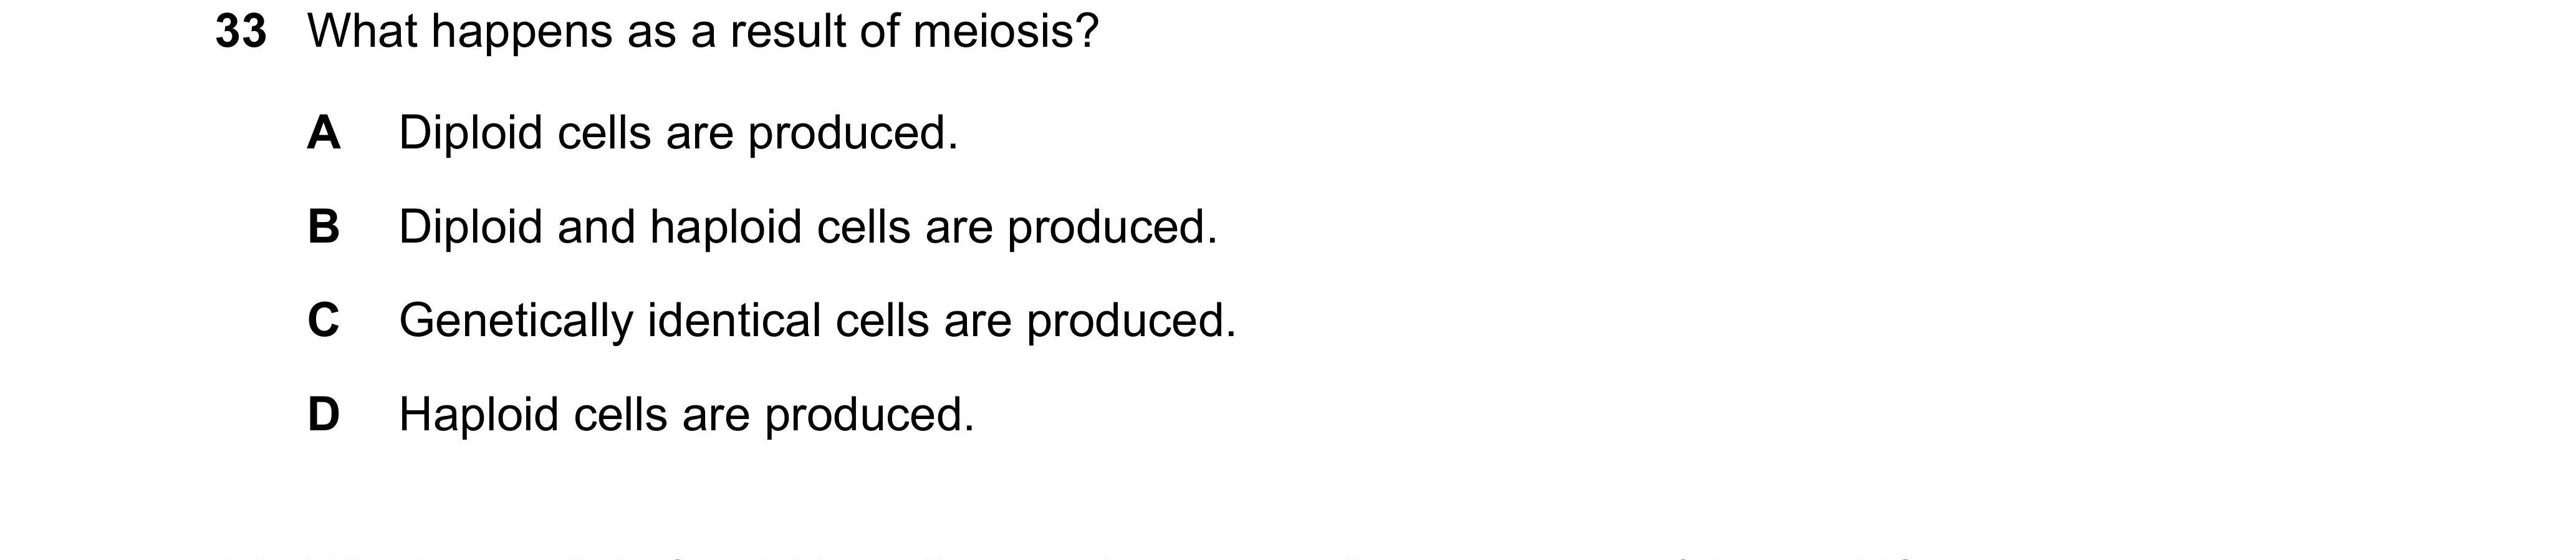 33 What happens as a result of meiosis?
A Diploid cells are produced.
B Diploid and haploid cells are produced.
C Genetically identical cells are produced.
D Haploid cells are produced.